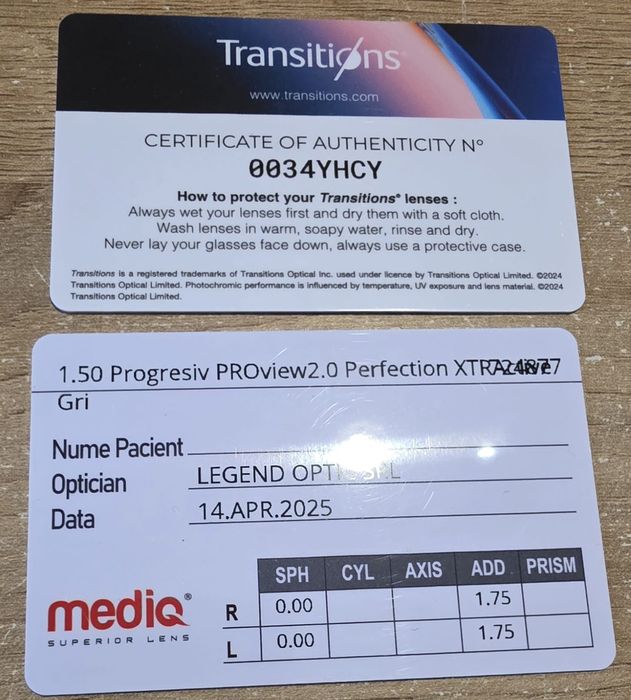 Transitions
www.transitions.com
CERTIFICATE OF AUTHENTICITY N°
0034YHCY
How to protect your Transitions® lenses :
Always wet your lenses first and dry them with a soft cloth.
Wash lenses in warm, soapy water, rinse and dry.
Never lay your glasses face down, always use a protective case.
Transitions is a registered trademarks of Transitions Optical Inc. used under licence by Transitions Optical Limited. ©2024
Transitions Optical Limited. Photochromic performance is influenced by temperature, UV exposure and lens material. ©2024
Transitions Optical Limited.
1.50 Progresiv PROview2.0 Perfection XTRActive
Gri
Nume Pacient
Optician LEGEND OPTIC SRL
Data 14.APR.2025
SPH CYL AXIS ADD PRISM
R 0.00 1.75
L 0.00 1.75
mediq®
SUPERIOR LENS